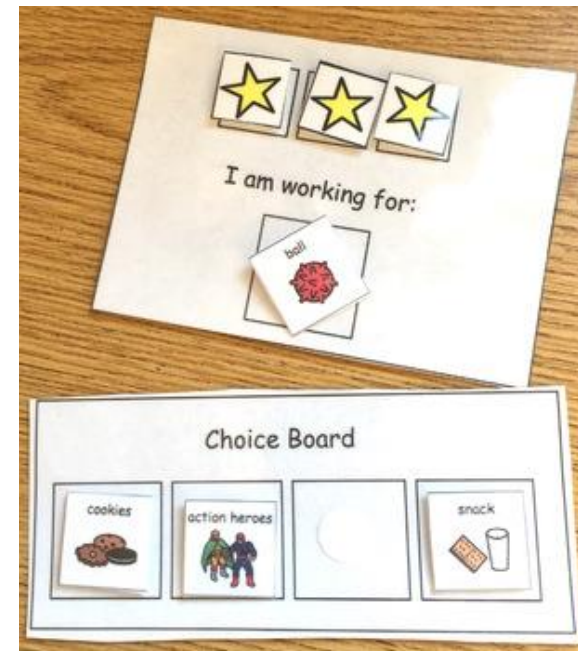 I am working for:
ball
Choice Board
cookies
action heroes
snack